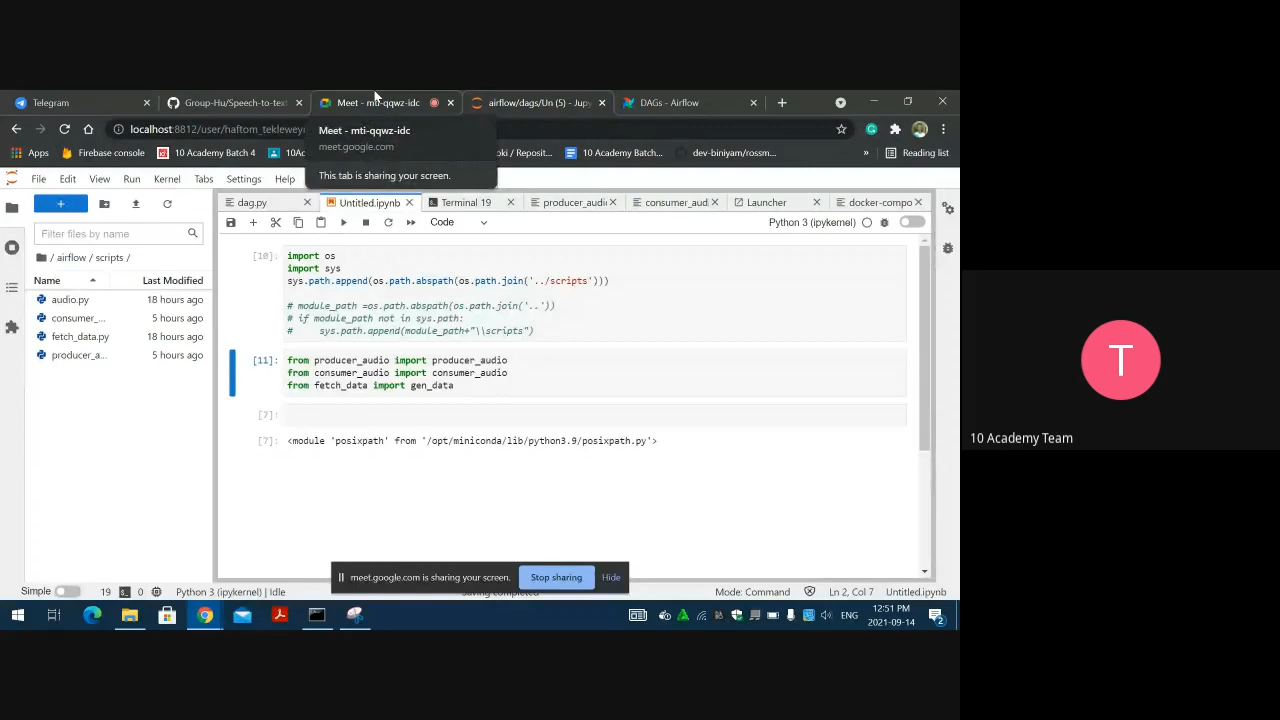 Telegram
Group-Hu/Speech-to-text
Meet - mti-qqwz-idc
airflow/dags/Un (5) - Jupy
DAGs - Airflow
localhost:8812/user/haftom_teklewey
Meet - mti-qqwz-idc
meet.google.com
This tab is sharing your screen.
Apps
Firebase console
10 Academy Batch 4
10Ac
oki / Reposit...
10 Academy Batch...
dev-biniyam/rossm...
»
Reading list
File
Edit
View
Run
Kernel
Tabs
Settings
Help
dag.py
Untitled.ipynb
Terminal 19
producer_audi
consumer_aud
Launcher
docker-compo
Code
Python 3 (ipykernel)
Filter files by name
/ airflow / scripts /
Name
Last Modified
audio.py
18 hours ago
consumer_...
5 hours ago
fetch_data.py
18 hours ago
producer_a...
5 hours ago
[10]:
import os
import sys
sys.path.append(os.path.abspath(os.path.join('../scripts')))
# module_path =os.path.abspath(os.path.join('..'))
# if module_path not in sys.path:
#     sys.path.append(module_path+"\\scripts")
[11]:
from producer_audio import producer_audio
from consumer_audio import consumer_audio
from fetch_data import gen_data
[7]:
[7]:
<module 'posixpath' from '/opt/miniconda/lib/python3.9/posixpath.py'>
meet.google.com is sharing your screen.
Stop sharing
Hide
Simple
19
0
Python 3 (ipykernel) | Idle
Saving completed
Mode: Command
Ln 2, Col 7
Untitled.ipynb
ENG
12:51 PM
2021-09-14
2
T
10 Academy Team